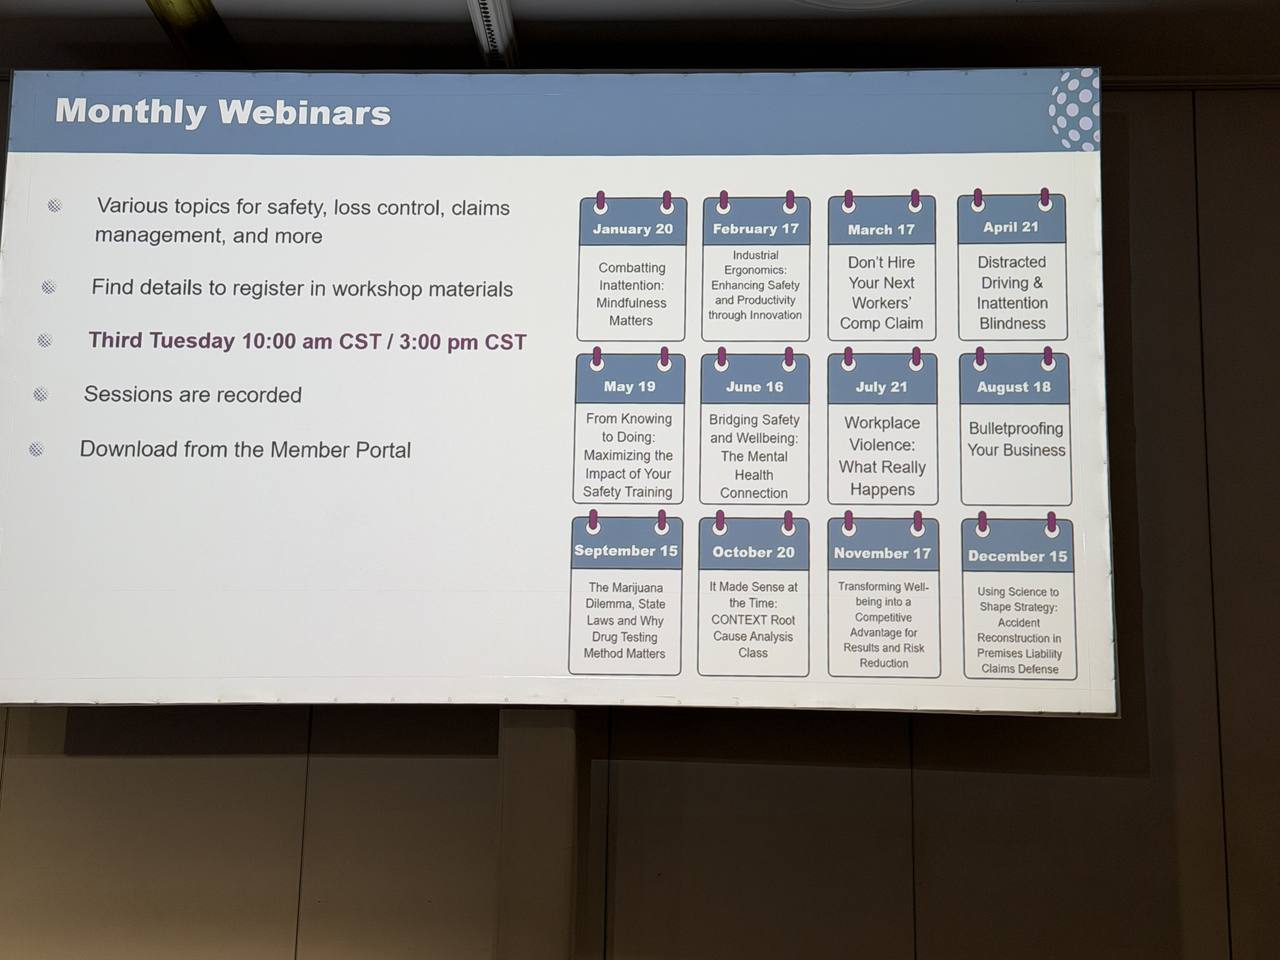 Monthly Webinars
Various topics for safety, loss control, claims
management, and more
Find details to register in workshop materials
Third Tuesday 10:00 am CST / 3:00 pm CST
Sessions are recorded
Download from the Member Portal
January 20
Combatting
Inattention:
Mindfulness
Matters
February 17
Industrial
Ergonomics:
Enhancing Safety
and Productivity
through Innovation
March 17
Don't Hire
Your Next
Workers'
Comp Claim
April 21
Distracted
Driving &
Inattention
Blindness
May 19
From Knowing
to Doing:
Maximizing the
Impact of Your
Safety Training
June 16
Bridging Safety
and Wellbeing:
The Mental
Health
Connection
July 21
Workplace
Violence:
What Really
Happens
August 18
Bulletproofing
Your Business
September 15
The Marijuana
Dilemma, State
Laws and Why
Drug Testing
Method Matters
October 20
It Made Sense at
the Time:
CONTEXT Root
Cause Analysis
Class
November 17
Transforming Well-
being into a
Competitive
Advantage for
Results and Risk
Reduction
December 15
Using Science to
Shape Strategy:
Accident
Reconstruction in
Premises Liability
Claims Defense